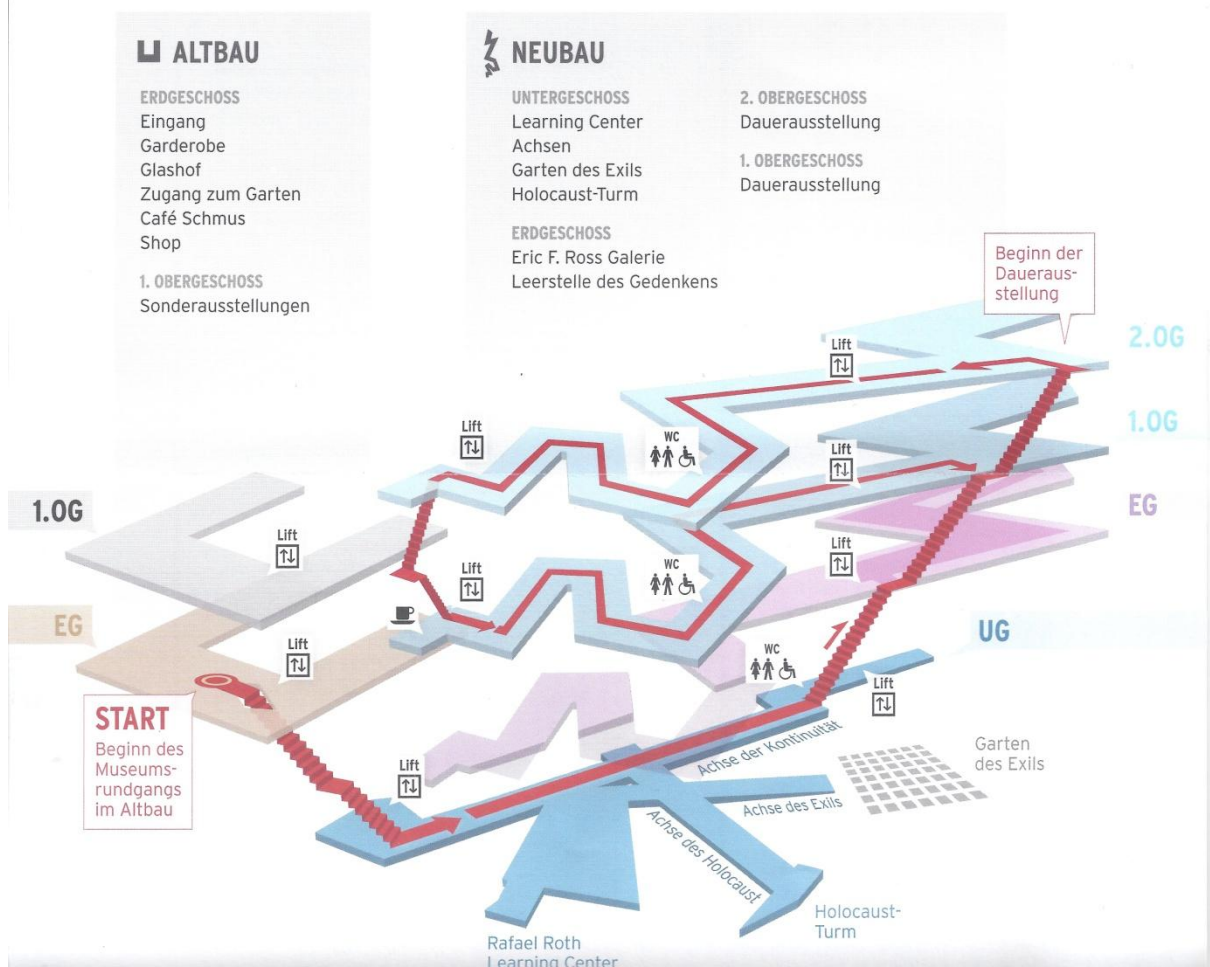 ALTBAU
ERDGESCHOSS
Eingang
Garderobe
Glashof
Zugang zum Garten
Café Schmus
Shop
1. OBERGESCHOSS
Sonderausstellungen
NEUBAU
UNTERGESCHOSS
Learning Center
Achsen
Garten des Exils
Holocaust-Turm
ERDGESCHOSS
Eric F. Ross Galerie
Leerstelle des Gedenkens
2. OBERGESCHOSS
Dauerausstellung
1. OBERGESCHOSS
Dauerausstellung
Beginn der
Daueraus-
stellung
2.OG
Lift
1.OG
Lift
WC
Lift
1.OG
EG
Lift
Lift
Lift
WC
EG
UG
Lift
WC
Lift
START
Beginn des
Museums-
rundgangs
im Altbau
Lift
Achse der Kontinuität
Garten
des Exils
Achse des Exils
Achse des Holocaust
Holocaust-
Turm
Rafael Roth
Learning Center